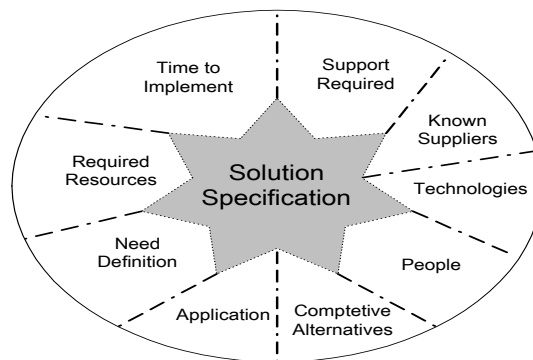 Time to
Implement
Support
Required
Known
Suppliers
Required
Resources
Solution
Specification
Technologies
Need
Definition
People
Application
Comptetive
Alternatives